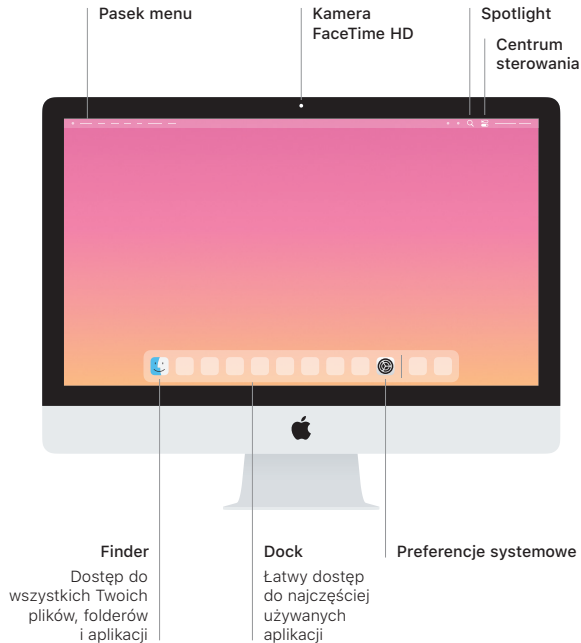 Pasek menu
Kamera
FaceTime HD
Spotlight
Centrum
sterowania
Finder
Dostęp do
wszystkich Twoich
plików, folderów
i aplikacji
Dock
Łatwy dostęp
do najczęściej
używanych
aplikacji
Preferencje systemowe